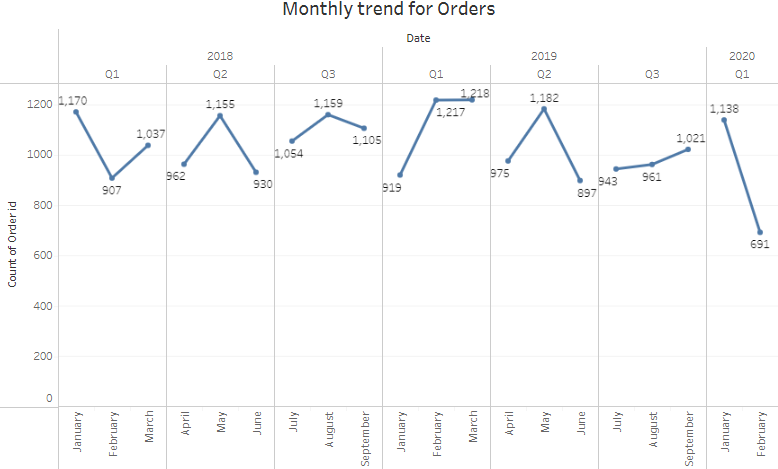 Monthly trend for Orders
Date
2018 2019 2020
Q1 Q2 Q3 Q1 Q2 Q3 Q1
Count of Order id
1200
1000
800
600
400
200
0
1,170
907
1,037
962
1,155
930
1,054
1,159
1,105
919
1,217
1,218
975
1,182
897
943
961
1,021
1,138
691
January
February
March
April
May
June
July
August
September
January
February
March
April
May
June
July
August
September
January
February